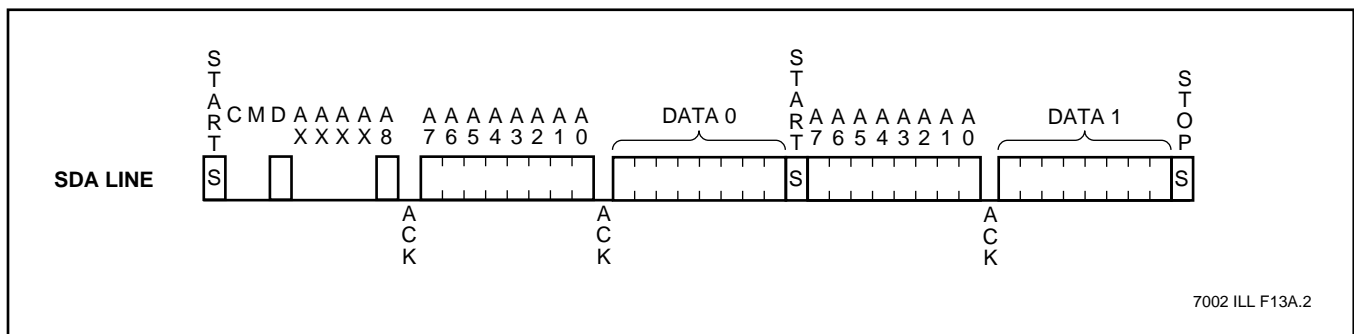 START
C M D AX AX AX AX A8
A7 A6 A5 A4 A3 A2 A1 A0
DATA 0
START
A7 A6 A5 A4 A3 A2 A1 A0
DATA 1
STOP
SDA LINE
S
S
S
ACK
ACK
ACK
7002 ILL F13A.2